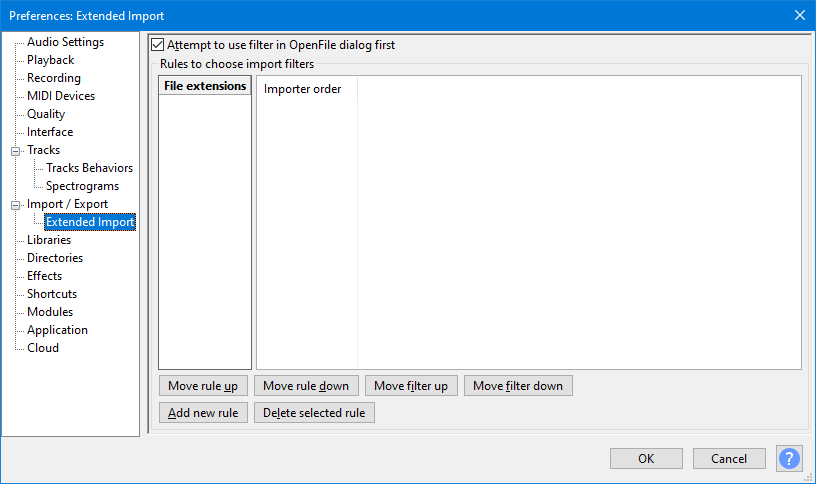 Preferences: Extended Import
Audio Settings
Playback
Recording
MIDI Devices
Quality
Interface
Tracks
Tracks Behaviors
Spectrograms
Import / Export
Extended Import
Libraries
Directories
Effects
Shortcuts
Modules
Application
Cloud
Attempt to use filter in OpenFile dialog first
Rules to choose import filters
File extensions
Importer order
Move rule up
Move rule down
Move filter up
Move filter down
Add new rule
Delete selected rule
OK
Cancel
?